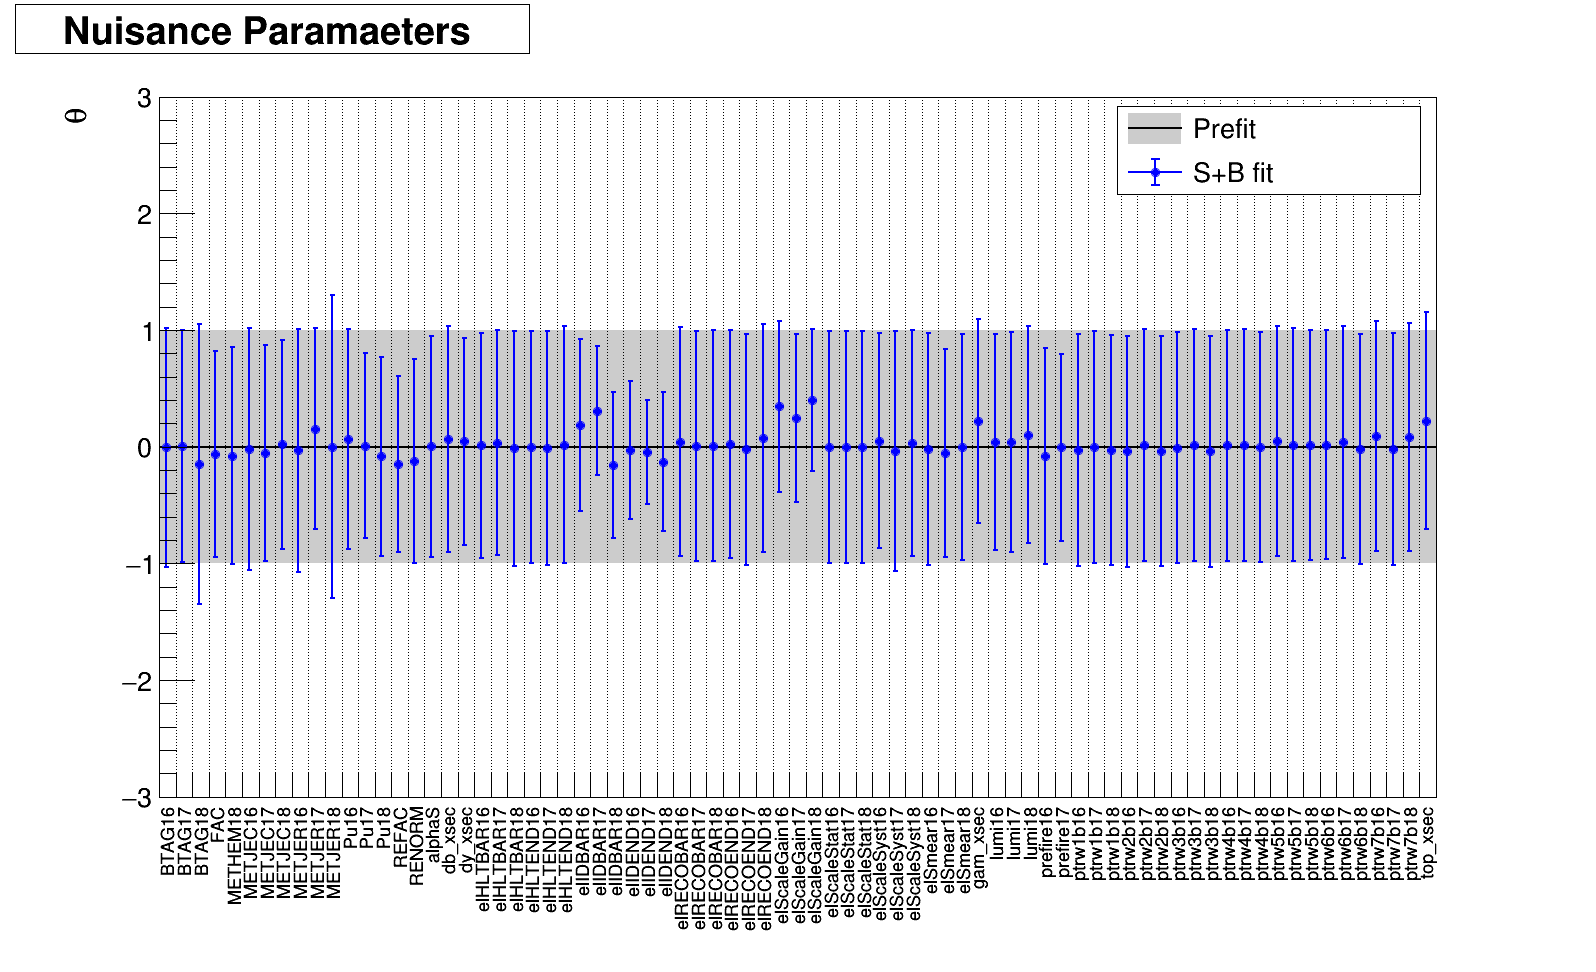 Nuisance Paramaeters
θ
3
2
1
0
−1
−2
−3
Prefit
S+B fit
BTAG16
BTAG17
BTAG18
FAC
METHEM18
METJEC16
METJEC17
METJEC18
METJER16
METJER17
METJER18
Pu16
Pu17
Pu18
REFAC
RENORM
alphaS
db_xsec
dy_xsec
elHLTBAR16
elHLTBAR17
elHLTBAR18
elHLTEND16
elHLTEND17
elHLTEND18
elIDBAR16
elIDBAR17
elIDBAR18
elIDEND16
elIDEND17
elIDEND18
elRECOBAR16
elRECOBAR17
elRECOBAR18
elRECOEND16
elRECOEND17
elRECOEND18
elScaleGain16
elScaleGain17
elScaleGain18
elScaleStat16
elScaleStat17
elScaleStat18
elScaleSyst16
elScaleSyst17
elScaleSyst18
elSmear16
elSmear17
elSmear18
gam_xsec
lumi16
lumi17
lumi18
prefire16
prefire17
ptrw1b16
ptrw1b17
ptrw1b18
ptrw2b16
ptrw2b17
ptrw2b18
ptrw3b16
ptrw3b17
ptrw3b18
ptrw4b16
ptrw4b17
ptrw4b18
ptrw5b16
ptrw5b17
ptrw5b18
ptrw6b16
ptrw6b17
ptrw6b18
ptrw7b16
ptrw7b17
ptrw7b18
top_xsec